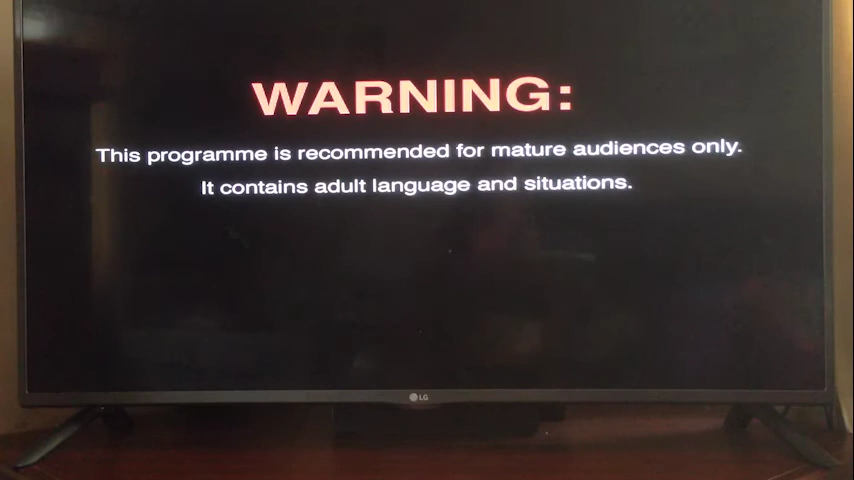 WARNING:
This programme is recommended for mature audiences only.
It contains adult language and situations.
LG